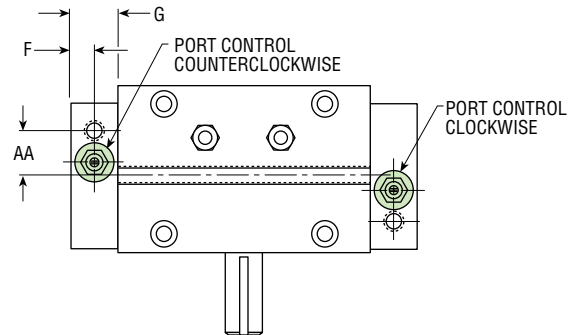 G
F
PORT CONTROL
COUNTERCLOCKWISE
PORT CONTROL
CLOCKWISE
AA